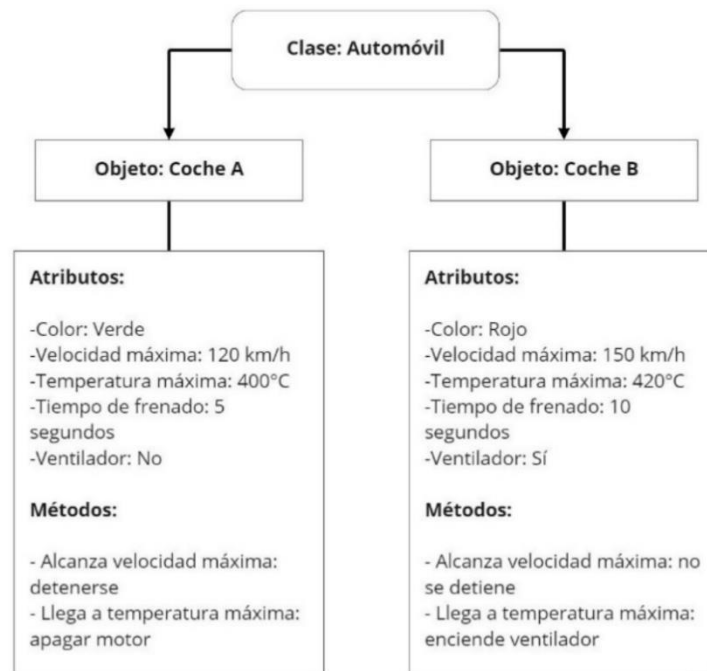 Clase: Automóvil
Objeto: Coche A
Atributos:
-Color: Verde
-Velocidad máxima: 120 km/h
-Temperatura máxima: 400°C
-Tiempo de frenado: 5
segundos
-Ventilador: No
Métodos:
- Alcanza velocidad máxima:
detenerse
- Llega a temperatura máxima:
apagar motor
Objeto: Coche B
Atributos:
-Color: Rojo
-Velocidad máxima: 150 km/h
-Temperatura máxima: 420°C
-Tiempo de frenado: 10
segundos
-Ventilador: Sí
Métodos:
- Alcanza velocidad máxima: no
se detiene
- Llega a temperatura máxima:
enciende ventilador